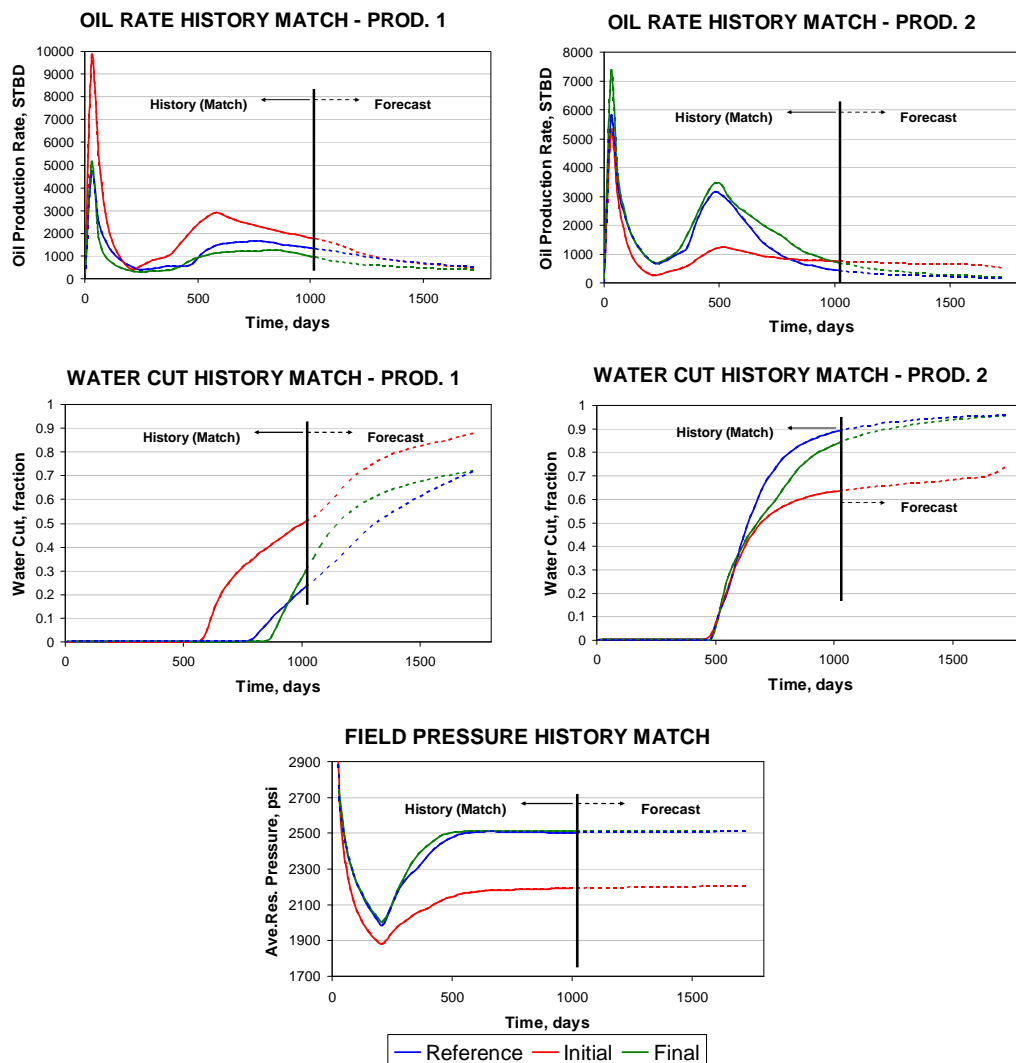 OIL RATE HISTORY MATCH - PROD. 1
10000
9000
8000
7000
6000
5000
4000
3000
2000
1000
0
Oil Production Rate, STBD
History (Match)
Forecast
0 500 1000 1500
Time, days
OIL RATE HISTORY MATCH - PROD. 2
8000
7000
6000
5000
4000
3000
2000
1000
0
Oil Production Rate, STBD
History (Match)
Forecast
0 500 1000 1500
Time, days
WATER CUT HISTORY MATCH - PROD. 1
1
0.9
0.8
0.7
0.6
0.5
0.4
0.3
0.2
0.1
0
Water Cut, fraction
History (Match)
Forecast
0 500 1000 1500
Time, days
WATER CUT HISTORY MATCH - PROD. 2
1
0.9
0.8
0.7
0.6
0.5
0.4
0.3
0.2
0.1
0
Water Cut, fraction
History (Match)
Forecast
0 500 1000 1500
Time, days
FIELD PRESSURE HISTORY MATCH
2900
2700
2500
2300
2100
1900
1700
Ave.Res. Pressure, psi
History (Match)
Forecast
0 500 1000 1500
Time, days
Reference Initial Final